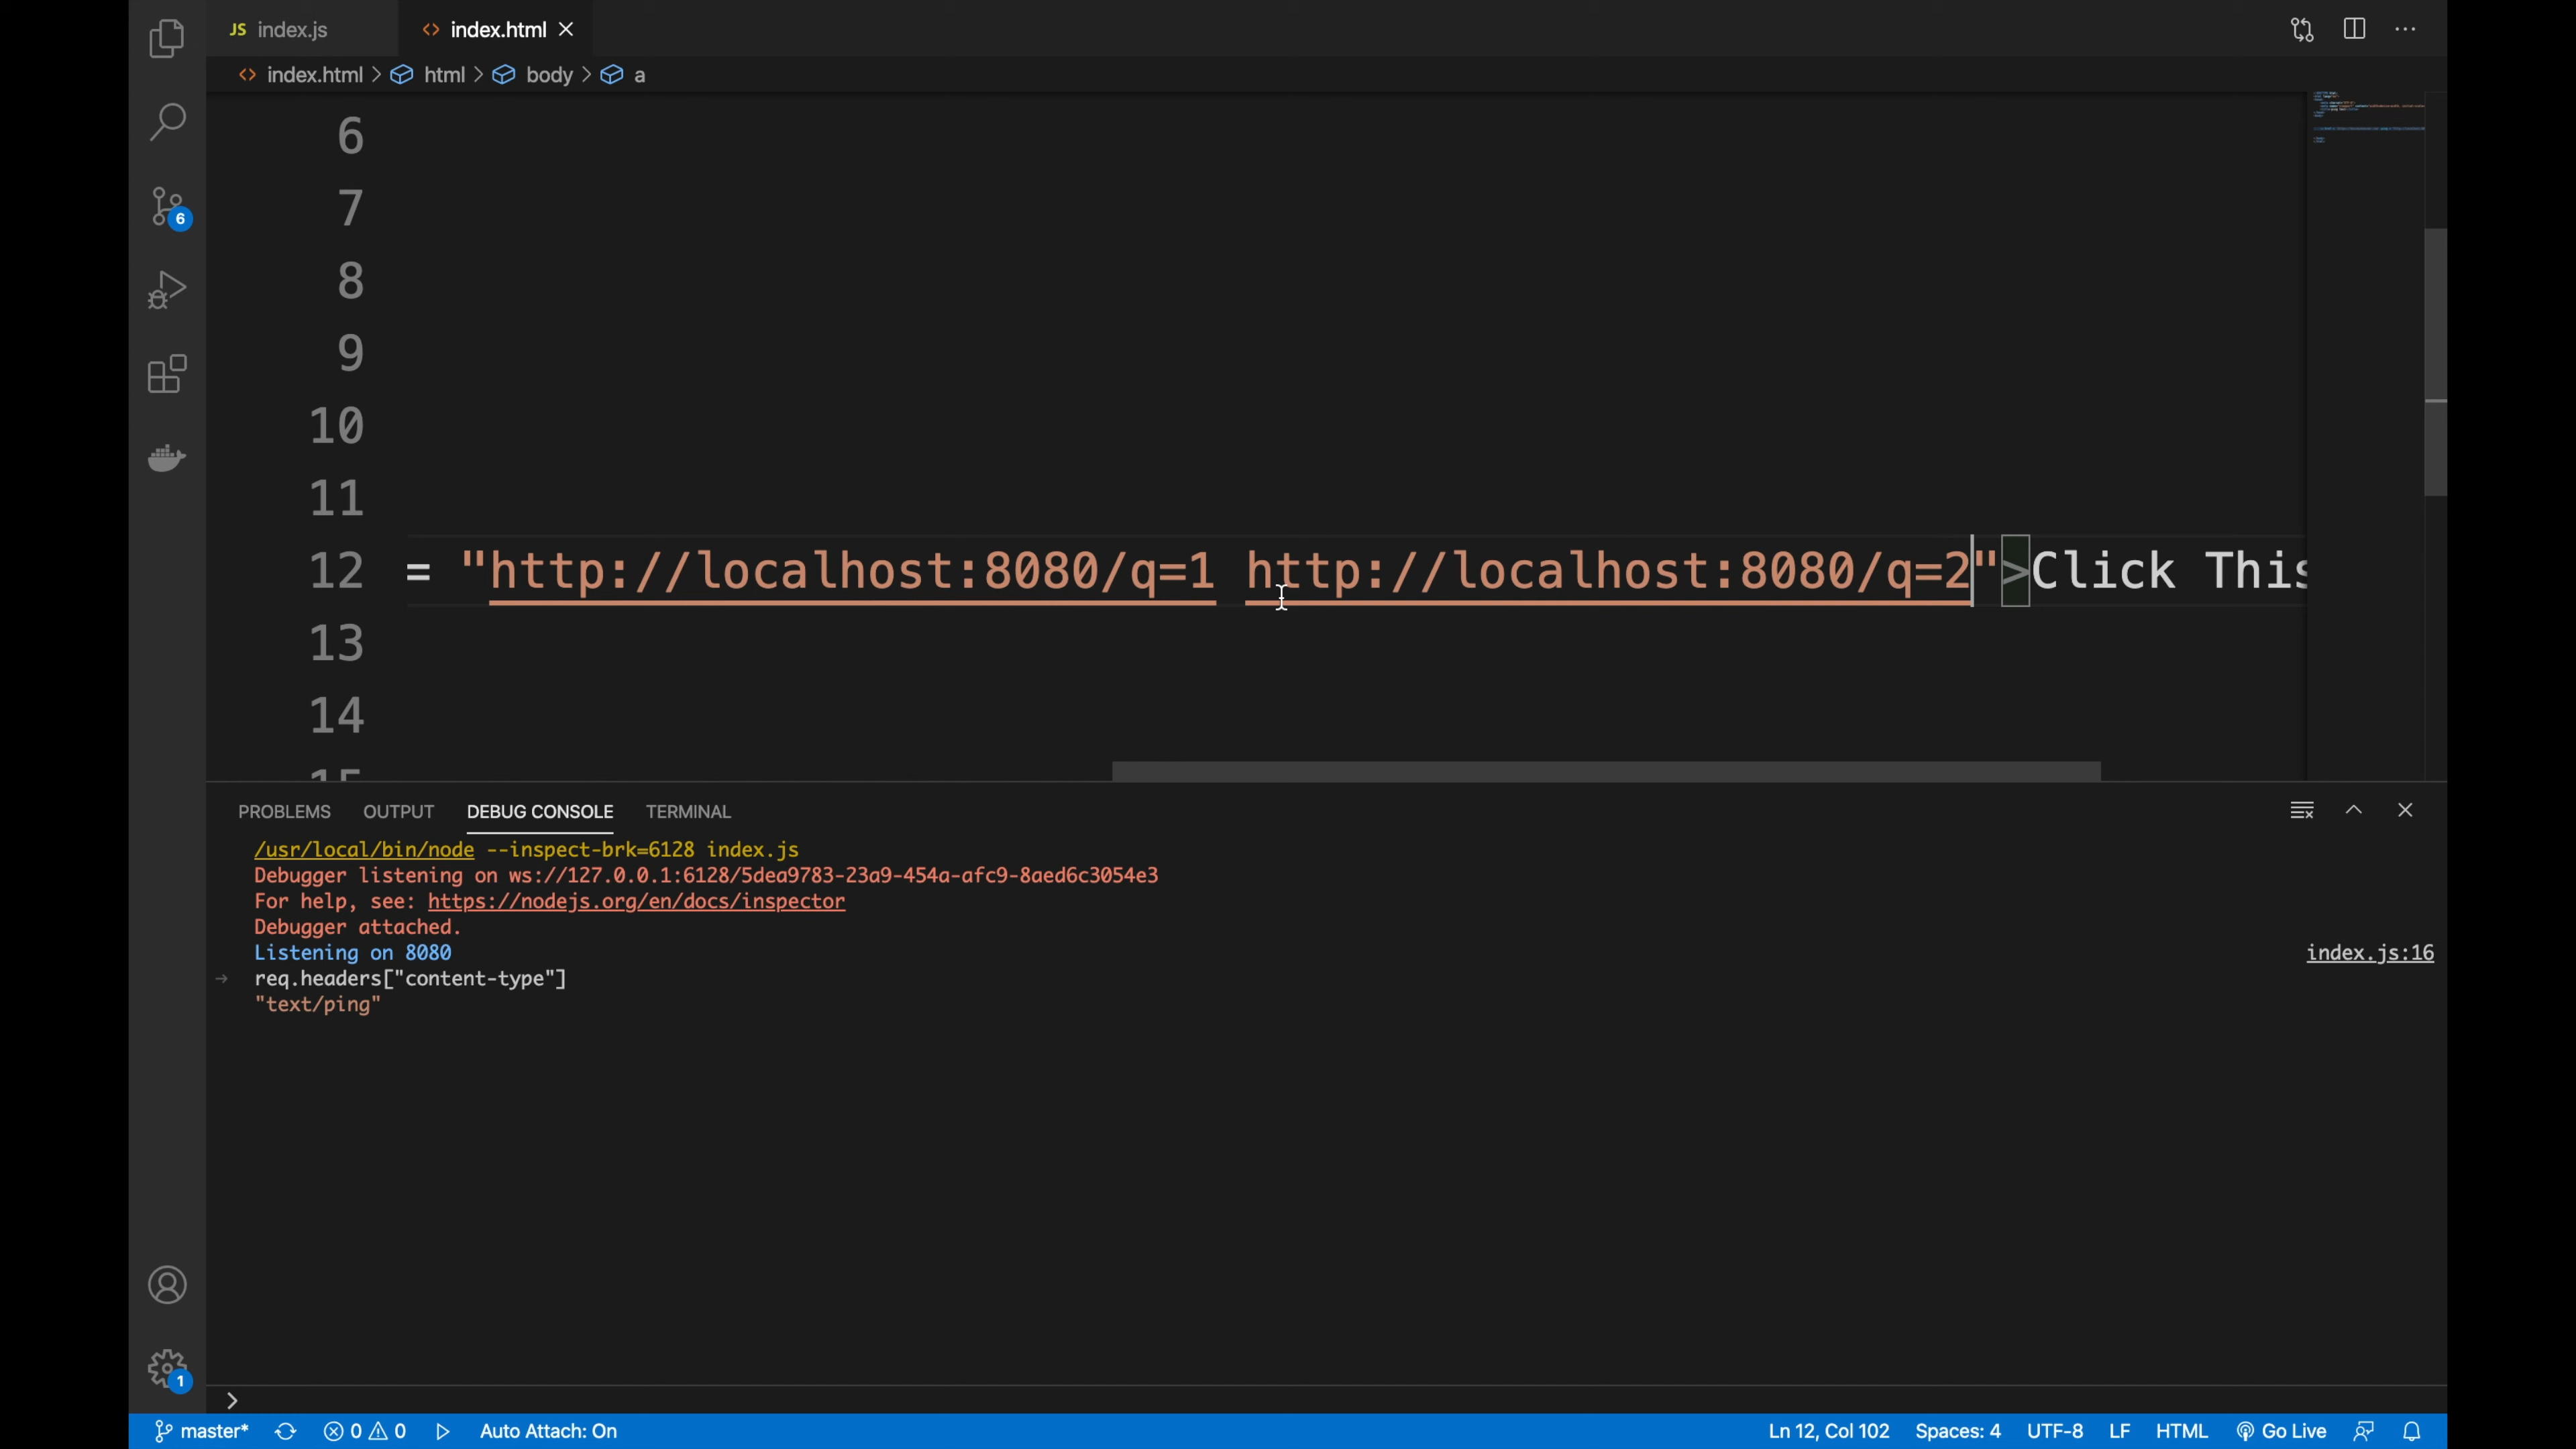 JS index.js
index.html
index.html > html > body > a
6
7
8
9
10
11
12 = "http://localhost:8080/q=1 http://localhost:8080/q=2">Click This
13
14
15
6
PROBLEMS OUTPUT DEBUG CONSOLE TERMINAL
/usr/local/bin/node --inspect-brk=6128 index.js
Debugger listening on ws://127.0.0.1:6128/5dea9783-23a9-454a-afc9-8aed6c3054e3
For help, see: https://nodejs.org/en/docs/inspector
Debugger attached.
Listening on 8080 index.js:16
req.headers["content-type"]
"text/ping"
1
master* 0 0 Auto Attach: On Ln 12, Col 102 Spaces: 4 UTF-8 LF HTML Go Live